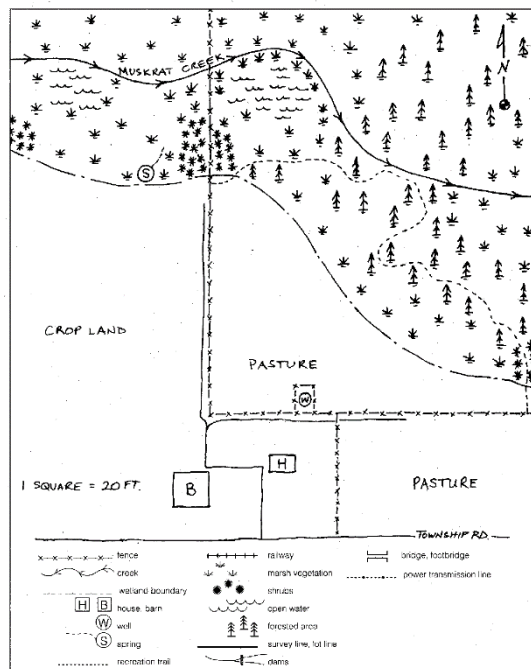 MUSKRAT CREEK
N
S
CROP LAND
PASTURE
W
H
1 SQUARE = 20 FT.
B
PASTURE
TOWNSHIP RD.
fence
railway
bridge, footbridge
creek
marsh vegetation
power transmission line
wetland boundary
shrubs
H B house, barn
open water
W well
forested area
S spring
survey line, lot line
recreation trail
dams